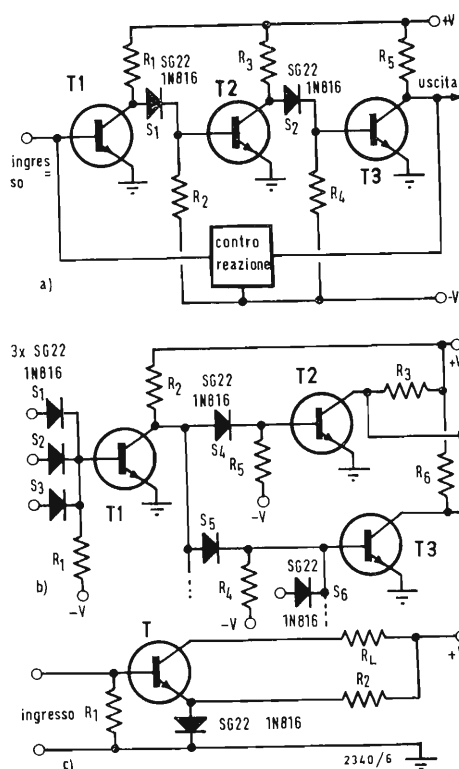 +V
R1
SG22
1N816
R3
SG22
1N816
R5
T1
T2
uscita
S1
S2
T3
ingres
so
=
R2
R4
contro
reazione
a)
-V
3x SG22
1N816
S1
R2
SG22
1N816
T2
R3
+V
S2
S4
R5
R6
S3
T1
-V
S5
T3
R1
R4
SG22
S6
b)
-V
-V
1N816
T
RL
R2
+V
ingresso
R1
SG22 1N816
c)
2340/6